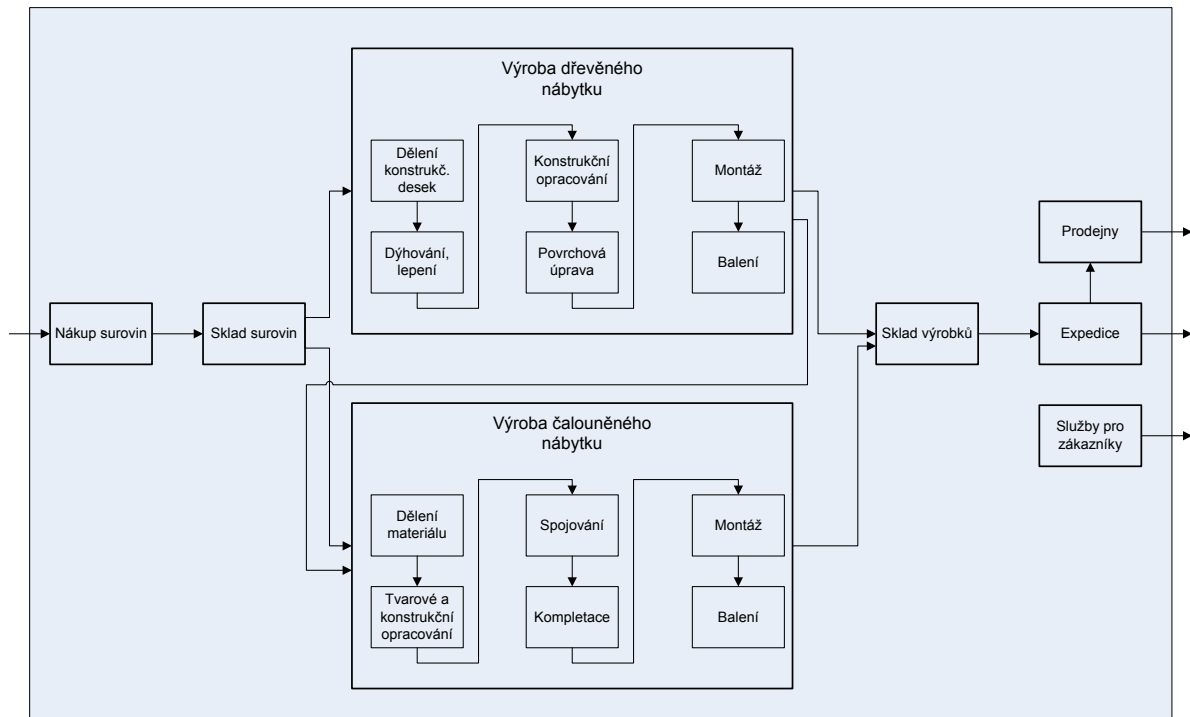 Výroba dřevěného
nábytku
Dělení
konstrukč.
desek
Konstrukční
opracování
Montáž
Dýhování,
lepení
Povrchová
úprava
Balení
Prodejny
Nákup surovin
Sklad surovin
Sklad výrobků
Expedice
Služby pro
zákazníky
Výroba čalouněného
nábytku
Dělení
materiálu
Spojování
Montáž
Tvarové a
konstrukční
opracování
Kompletace
Balení